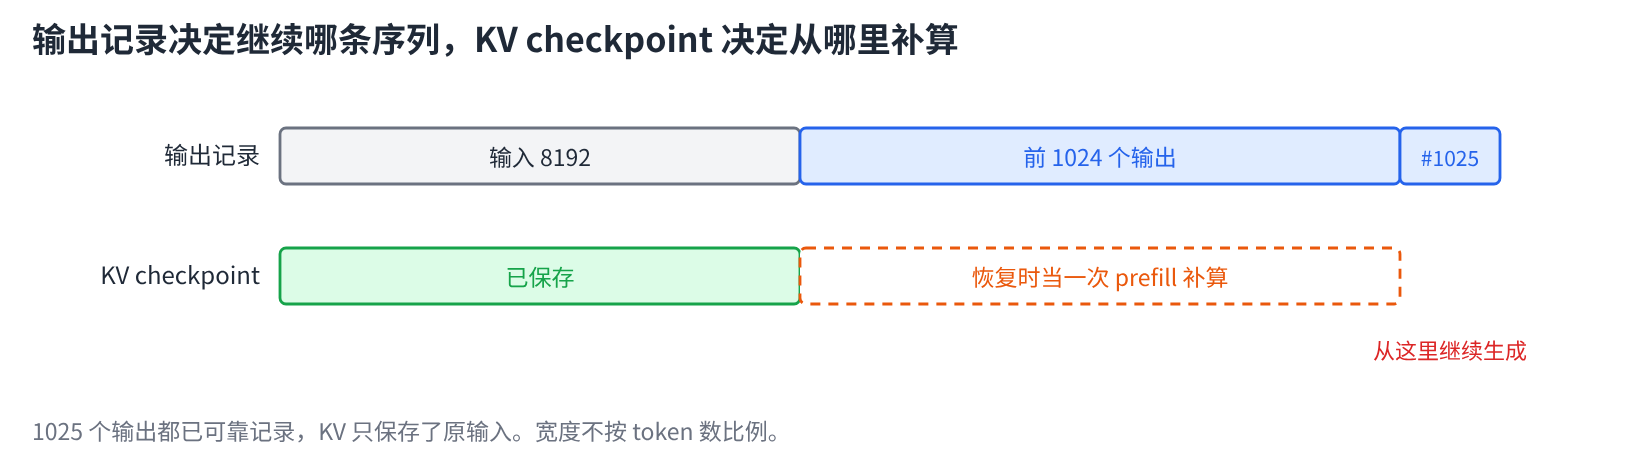 输出记录决定继续哪条序列，KV checkpoint 决定从哪里补算
输出记录
输入 8192
前 1024 个输出
#1025
KV checkpoint
已保存
恢复时当一次 prefill 补算
从这里继续生成
1025 个输出都已可靠记录，KV 只保存了原输入。宽度不按 token 数比例。